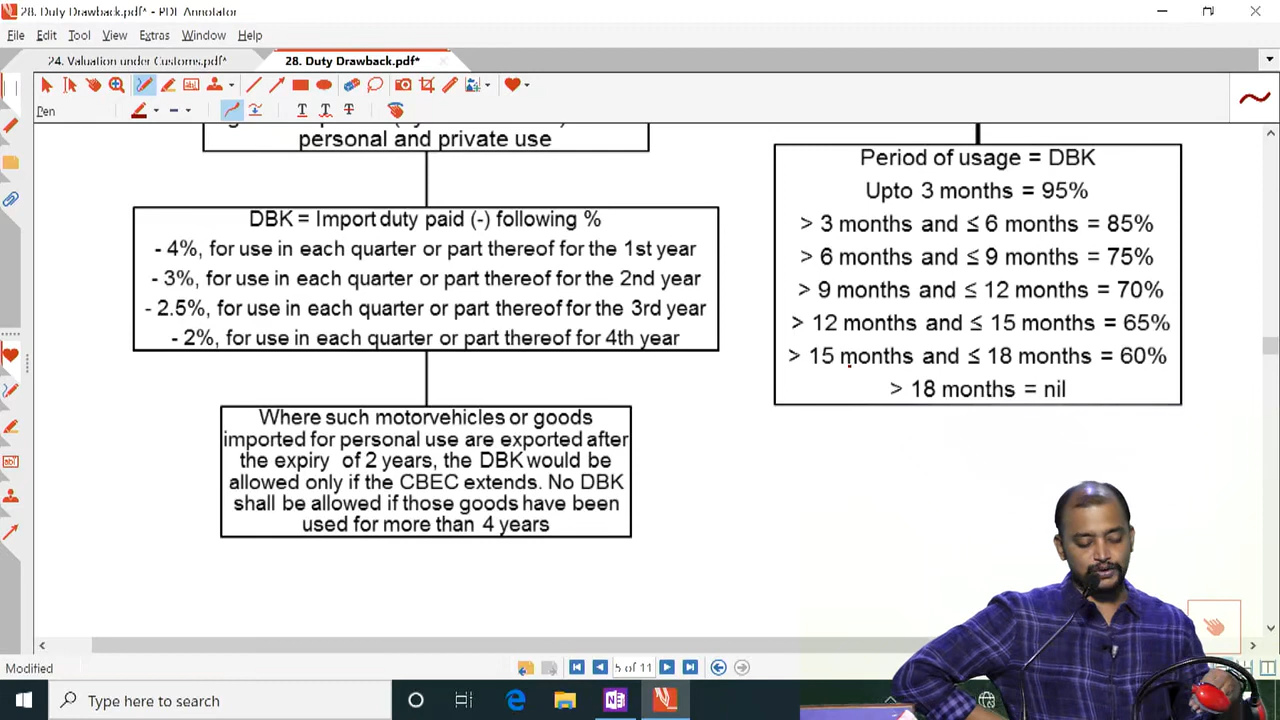 28. Duty Drawback.pdf* - PDF Annotator
File Edit Tool View Extras Window Help
24. Valuation under Customs.pdf* 28. Duty Drawback.pdf*
Pen
personal and private use
DBK = Import duty paid (-) following %
- 4%, for use in each quarter or part thereof for the 1st year
- 3%, for use in each quarter or part thereof for the 2nd year
- 2.5%, for use in each quarter or part thereof for the 3rd year
- 2%, for use in each quarter or part thereof for 4th year
Where such motorvehicles or goods
imported for personal use are exported after
the expiry of 2 years, the DBK would be
allowed only if the CBEC extends. No DBK
shall be allowed if those goods have been
used for more than 4 years
Period of usage = DBK
Upto 3 months = 95%
> 3 months and ≤ 6 months = 85%
> 6 months and ≤ 9 months = 75%
> 9 months and ≤ 12 months = 70%
> 12 months and ≤ 15 months = 65%
> 15 months and ≤ 18 months = 60%
> 18 months = nil
Modified
5 of 11
Type here to search